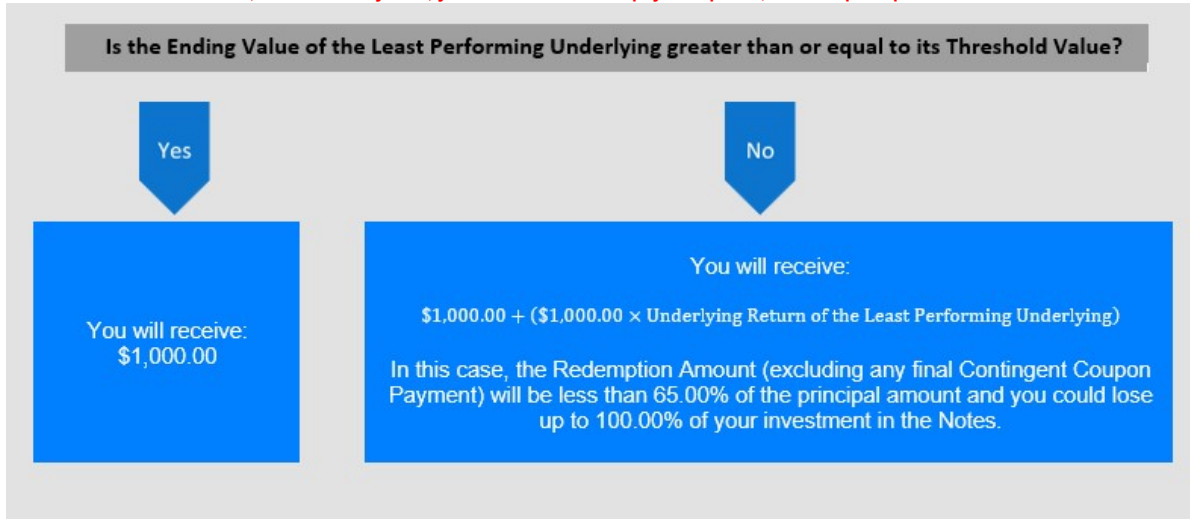 Is the Ending Value of the Least Performing Underlying greater than or equal to its Threshold Value?
Yes
No
You will receive:
$1,000.00
You will receive:
$1,000.00 + ($1,000.00 × Underlying Return of the Least Performing Underlying)
In this case, the Redemption Amount (excluding any final Contingent Coupon
Payment) will be less than 65.00% of the principal amount and you could lose
up to 100.00% of your investment in the Notes.